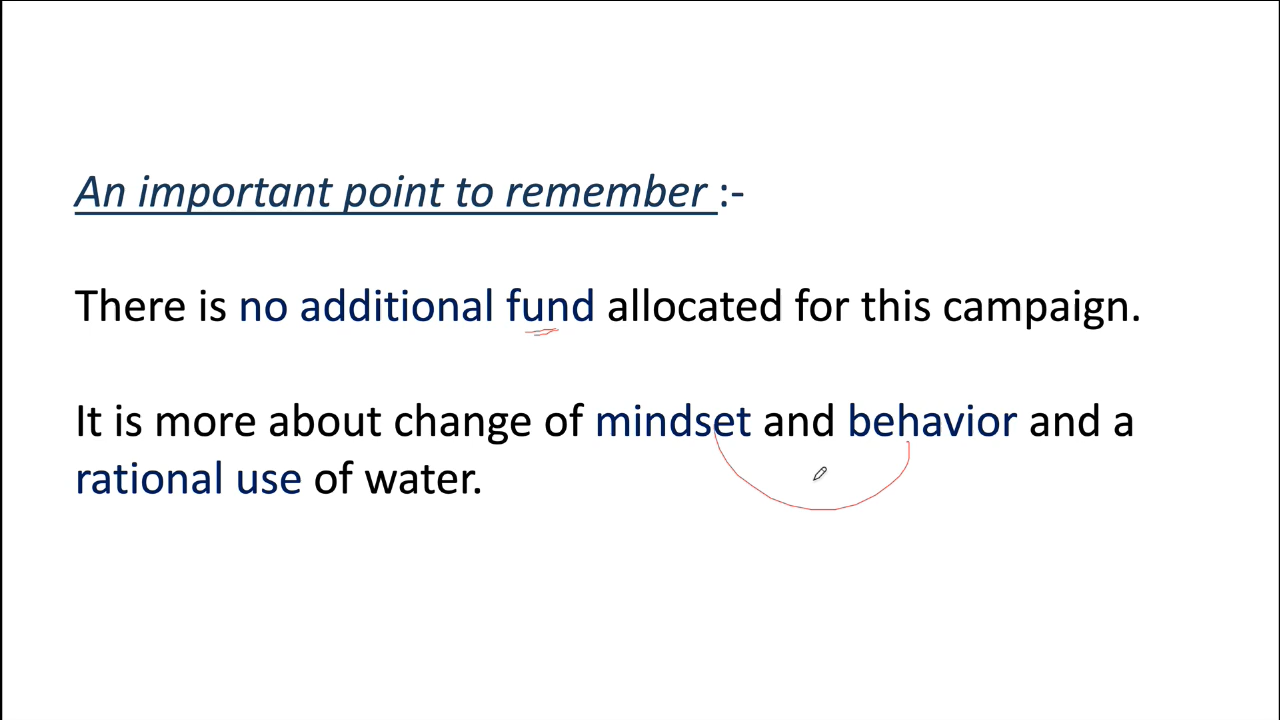 An important point to remember :-
There is no additional fund allocated for this campaign.
It is more about change of mindset and behavior and a
rational use of water.